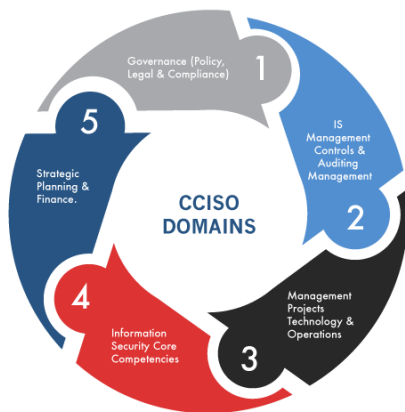 Governance (Policy,
Legal & Compliance)
1
IS
Management
Controls &
Auditing
Management
2
Management
Projects
Technology &
Operations
3
Information
Security Core
Competencies
4
Strategic
Planning &
Finance.
5
CCISO
DOMAINS